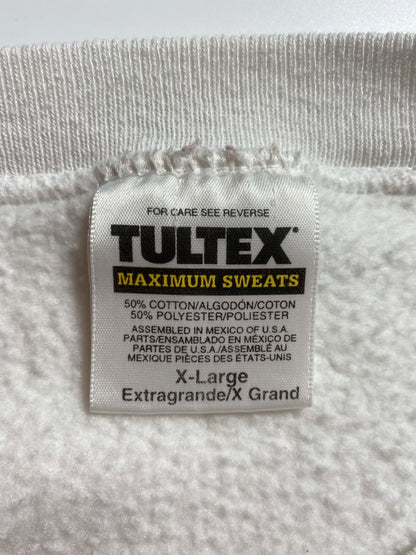 FOR CARE SEE REVERSE
TULTEX®
MAXIMUM SWEATS
50% COTTON/ALGODÓN/COTON
50% POLYESTER/POLIESTER
ASSEMBLED IN MEXICO OF U.S.A.
PARTS/ENSAMBLADO EN MÉXICO DE
PARTES DE U.S.A./ASSEMBLÉ AU
MEXIQUE PIÈCES DES ÉTATS-UNIS
X-Large
Extragrande/X Grand